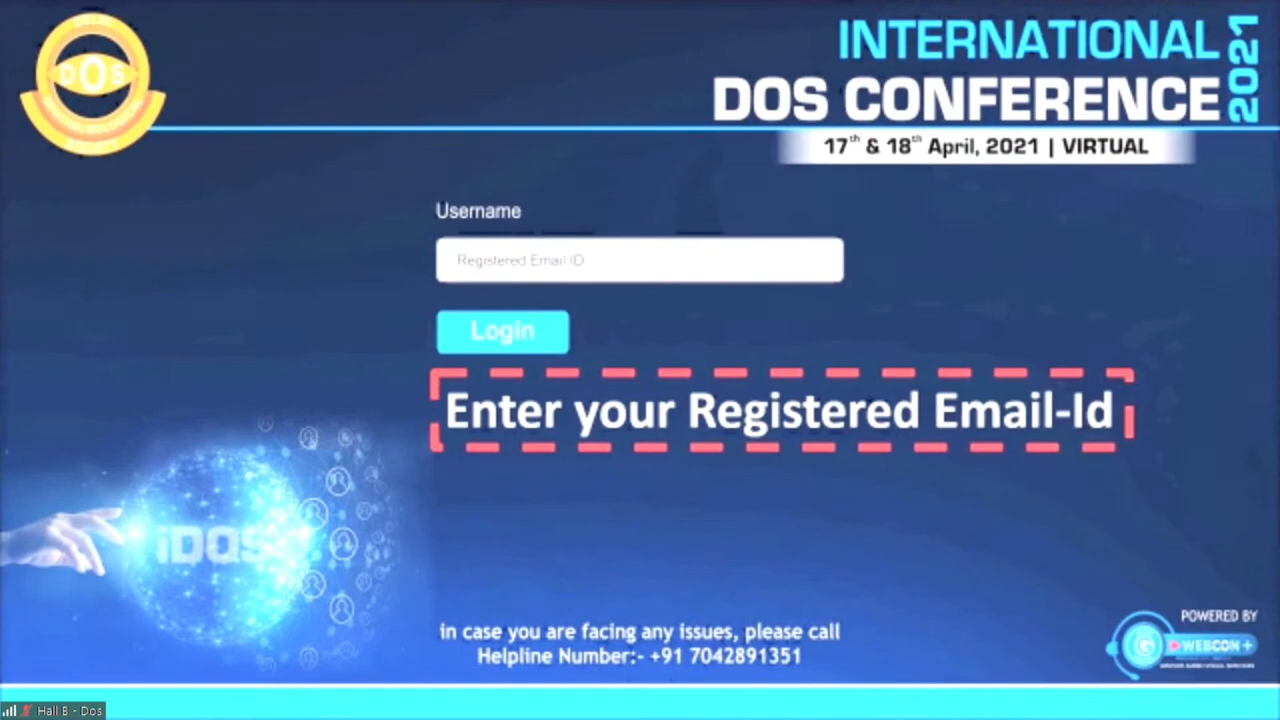 DOS
INTERNATIONAL
DOS CONFERENCE
2021
17th & 18th April, 2021 | VIRTUAL
Username
Registered Email ID
Login
Enter your Registered Email-Id
iDOS
in case you are facing any issues, please call
Helpline Number:- +91 7042891351
POWERED BY
G WEBCON +
Hall B - Dos